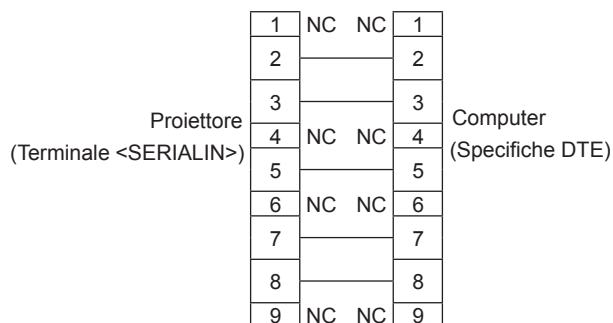 1 NC NC 1
2 2
3 3
Proiettore
(Terminale <SERIALIN>)
4 NC NC 4
Computer
(Specifiche DTE)
5 5
6 NC NC 6
7 7
8 8
9 NC NC 9